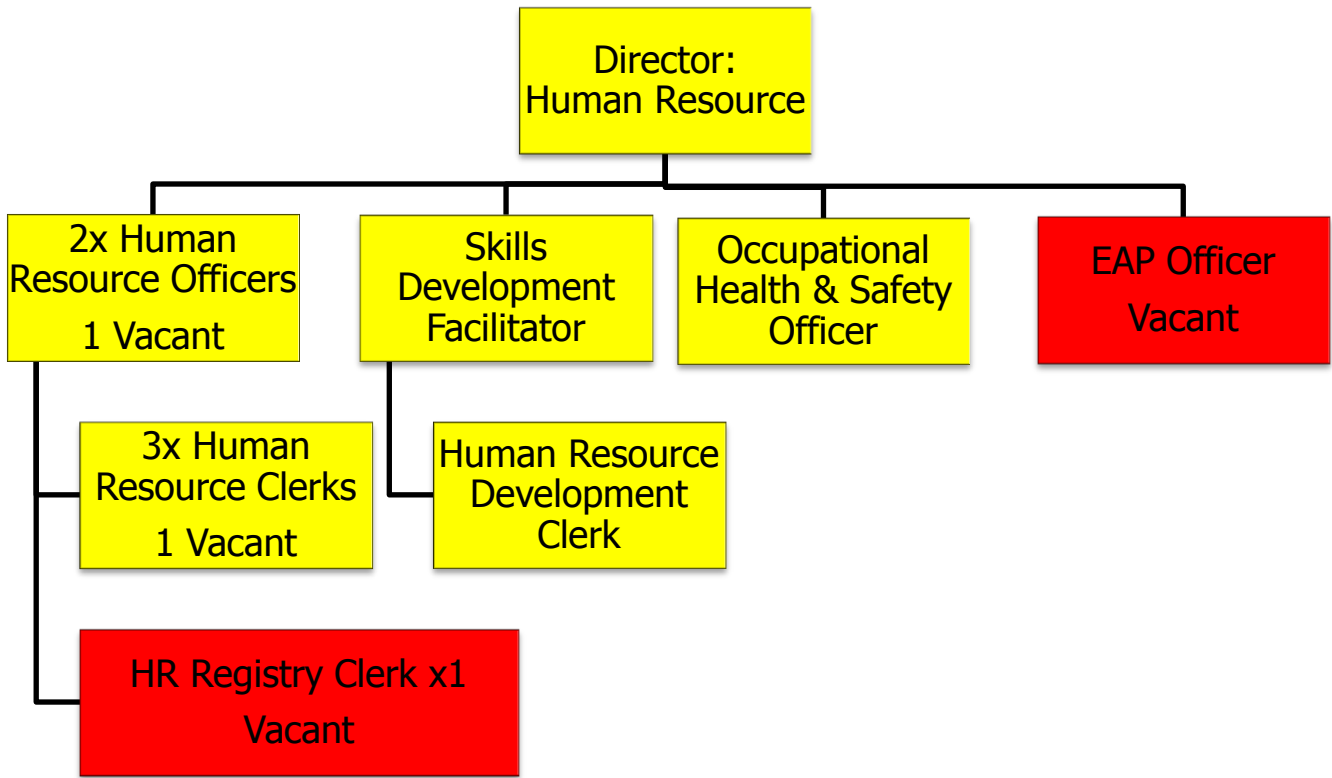 Director:
Human Resource
2x Human
Resource Officers
1 Vacant
Skills
Development
Facilitator
Occupational
Health & Safety
Officer
EAP Officer
Vacant
3x Human
Resource Clerks
1 Vacant
Human Resource
Development
Clerk
HR Registry Clerk x1
Vacant